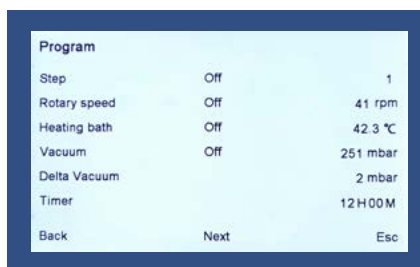 Program
Step Off 1
Rotary speed Off 41 rpm
Heating bath Off 42.3 ℃
Vacuum Off 251 mbar
Delta Vacuum 2 mbar
Timer 12H00M
Back Next Esc